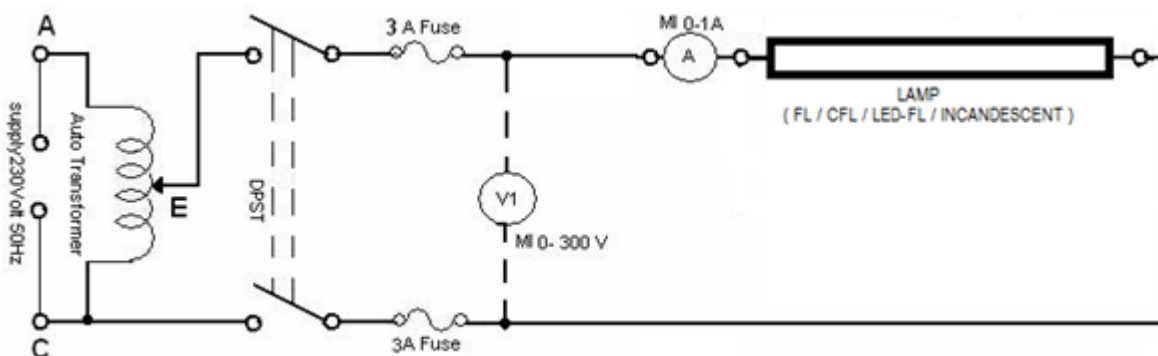 A
3 A Fuse
MI 0-1A
A
LAMP
( FL / CFL / LED-FL / INCANDESCENT )
supply230Volt 50Hz
Auto Transformer
E
DPST
V1
MI 0- 300 V
C
3A Fuse